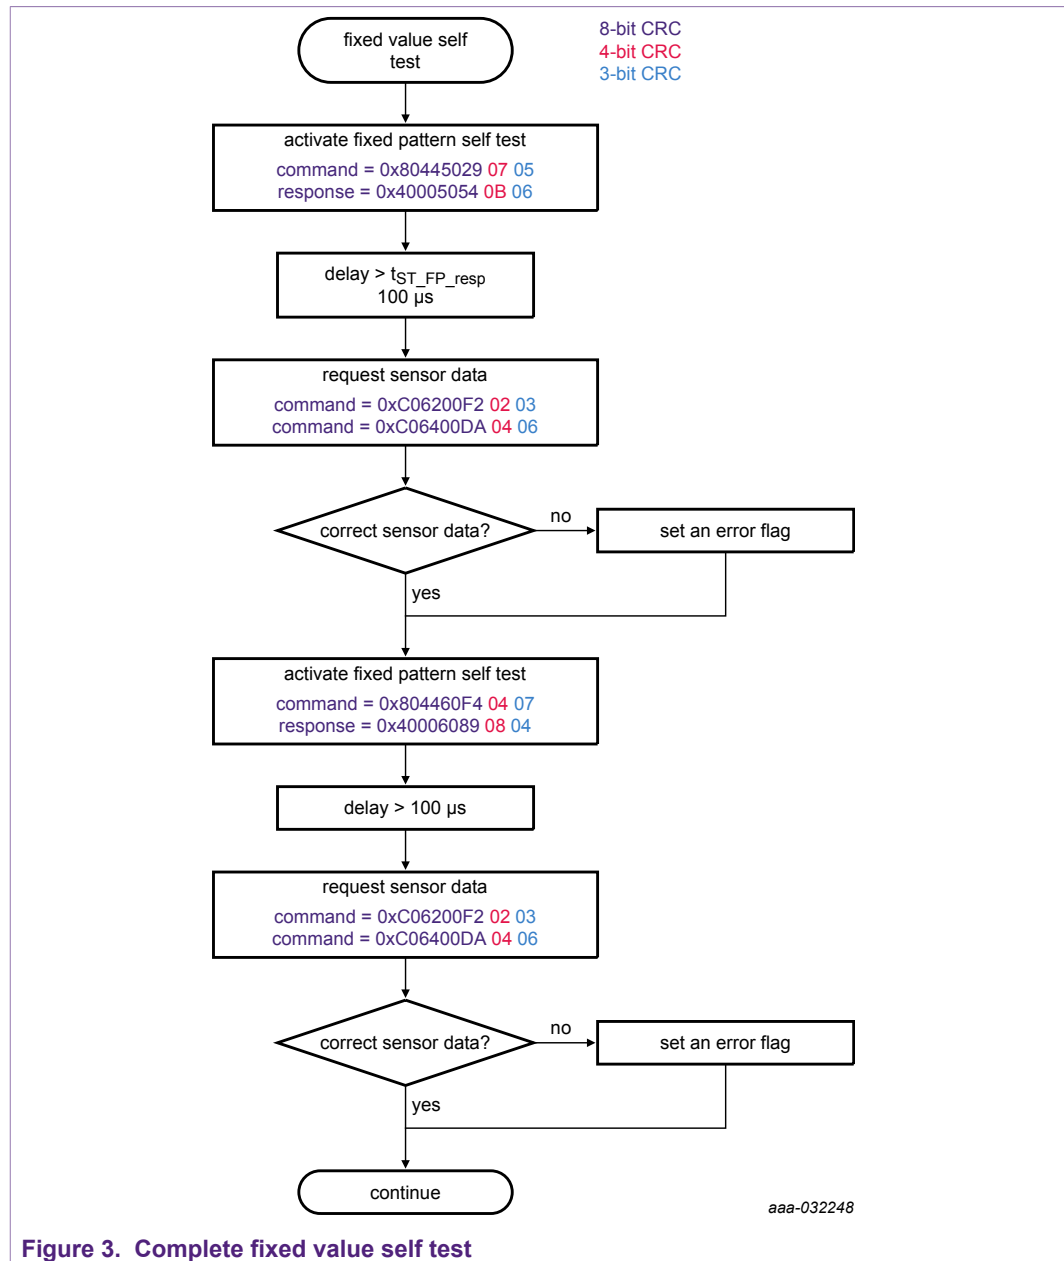 fixed value self
test
8-bit CRC
4-bit CRC
3-bit CRC
activate fixed pattern self test
command = 0x80445029 07 05
response = 0x40005054 0B 06
delay > tST_FP_resp
100 µs
request sensor data
command = 0xC06200F2 02 03
command = 0xC06400DA 04 06
correct sensor data?
no
set an error flag
yes
activate fixed pattern self test
command = 0x804460F4 04 07
response = 0x40006089 08 04
delay > 100 µs
request sensor data
command = 0xC06200F2 02 03
command = 0xC06400DA 04 06
correct sensor data?
no
set an error flag
yes
continue
aaa-032248
Figure 3. Complete fixed value self test